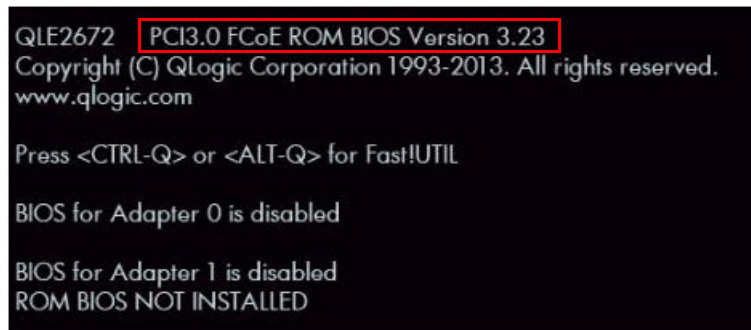 QLE2672 PCI3.0 FCoE ROM BIOS Version 3.23
Copyright (C) QLogic Corporation 1993-2013. All rights reserved.
www.qlogic.com
Press <CTRL-Q> or <ALT-Q> for Fast!UTIL
BIOS for Adapter 0 is disabled
BIOS for Adapter 1 is disabled
ROM BIOS NOT INSTALLED